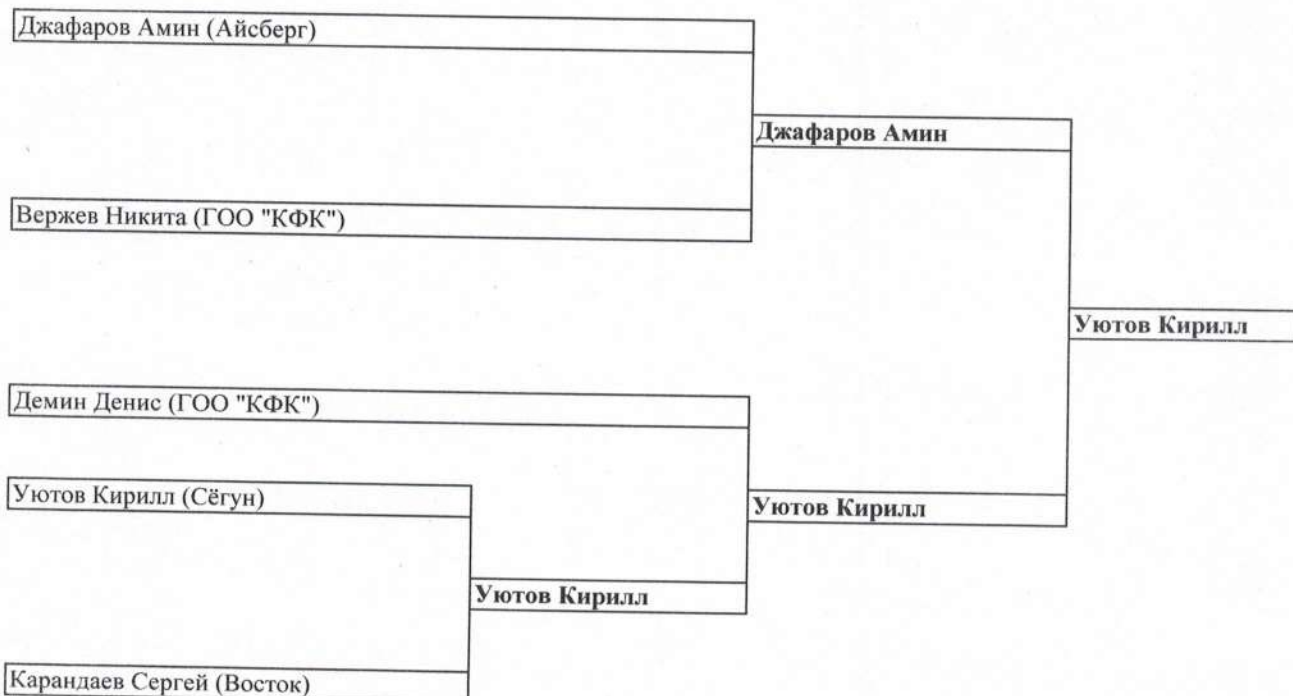 Джафаров Амин (Айсберг)
Джафаров Амин
Вержев Никита (ГОО "КФК")
Уютов Кирилл
Демин Денис (ГОО "КФК")
Уютов Кирилл (Сёгун)
Уютов Кирилл
Уютов Кирилл
Карандаев Сергей (Восток)